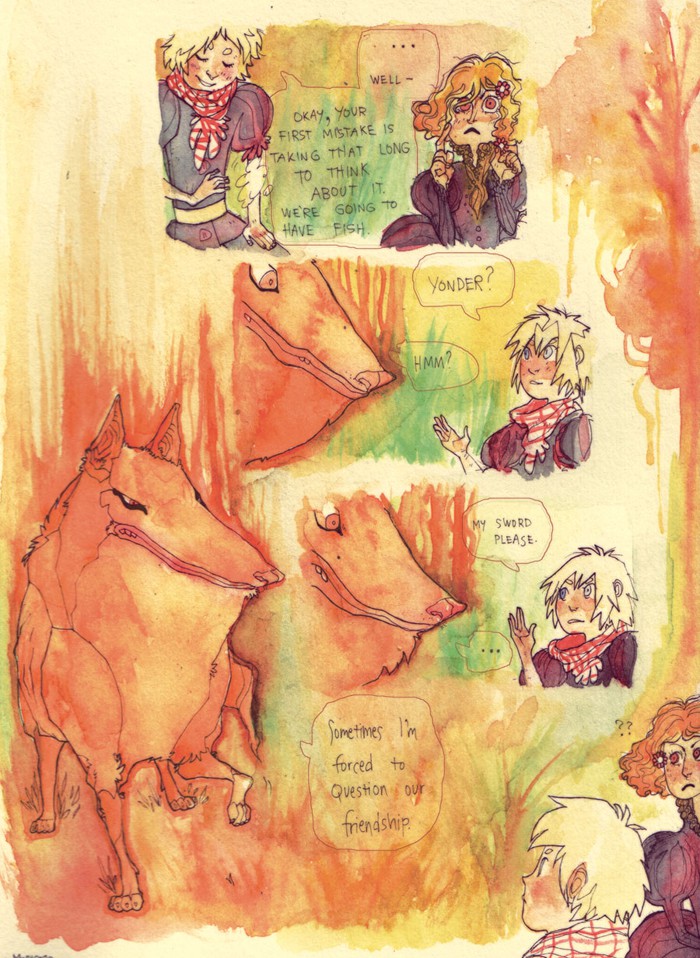 ...
WELL-
OKAY, YOUR
FIRST MISTAKE IS
TAKING THAT LONG
TO THINK
ABOUT IT.
WE'RE GOING TO
HAVE FISH.
YONDER?
HMM?
MY SWORD
PLEASE.
...
Sometimes I'm
forced to
Question our
friendship.
??